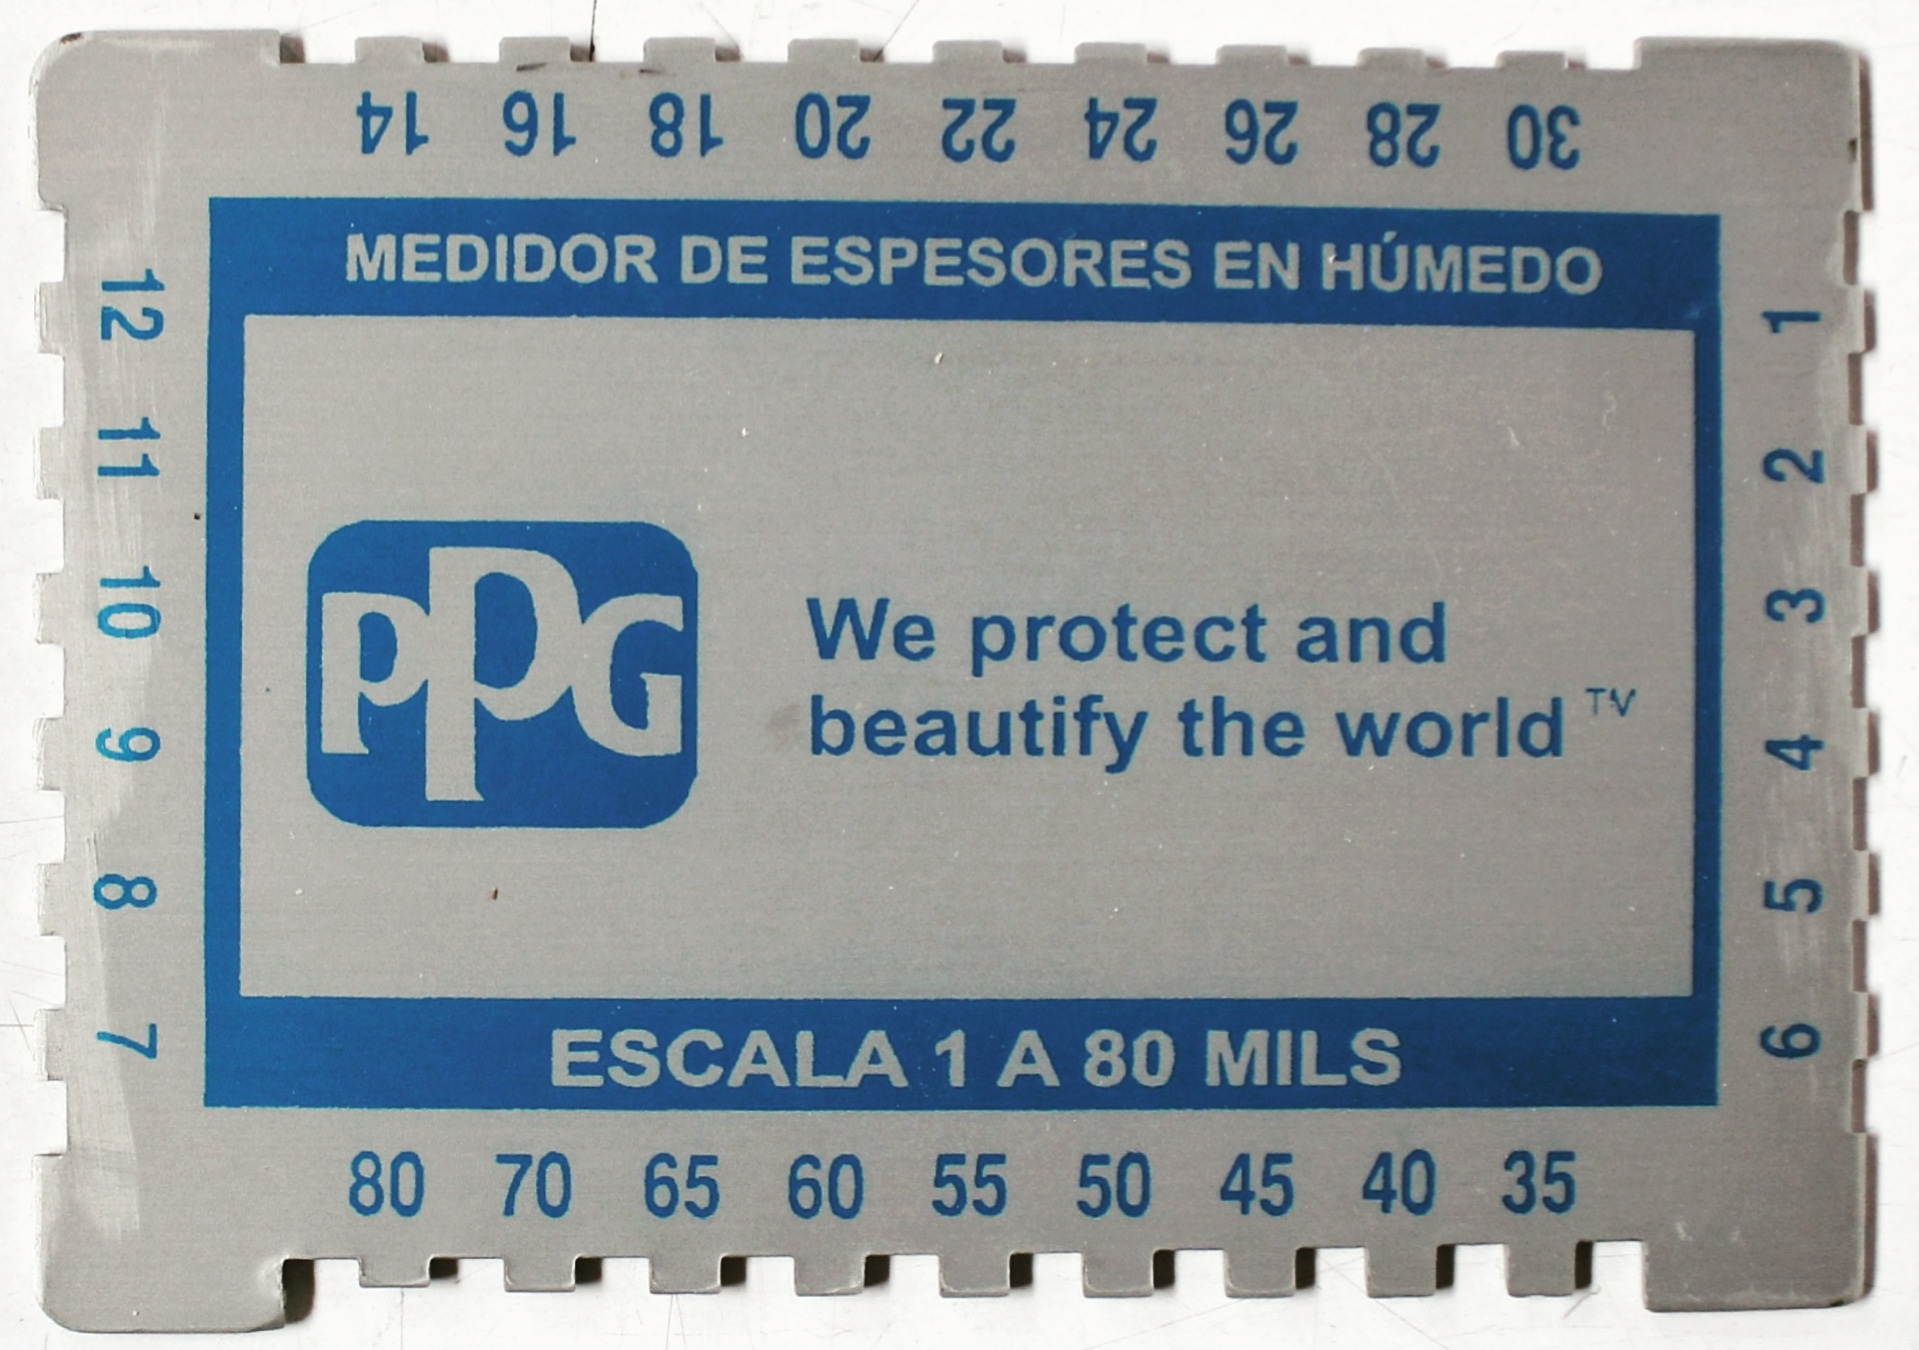 14 16 18 20 22 24 26 28 30
MEDIDOR DE ESPESORES EN HÚMEDO
12
11
10
9
8
7
PPG
We protect and
beautify the world ™
1
2
3
4
5
6
ESCALA 1 A 80 MILS
80 70 65 60 55 50 45 40 35